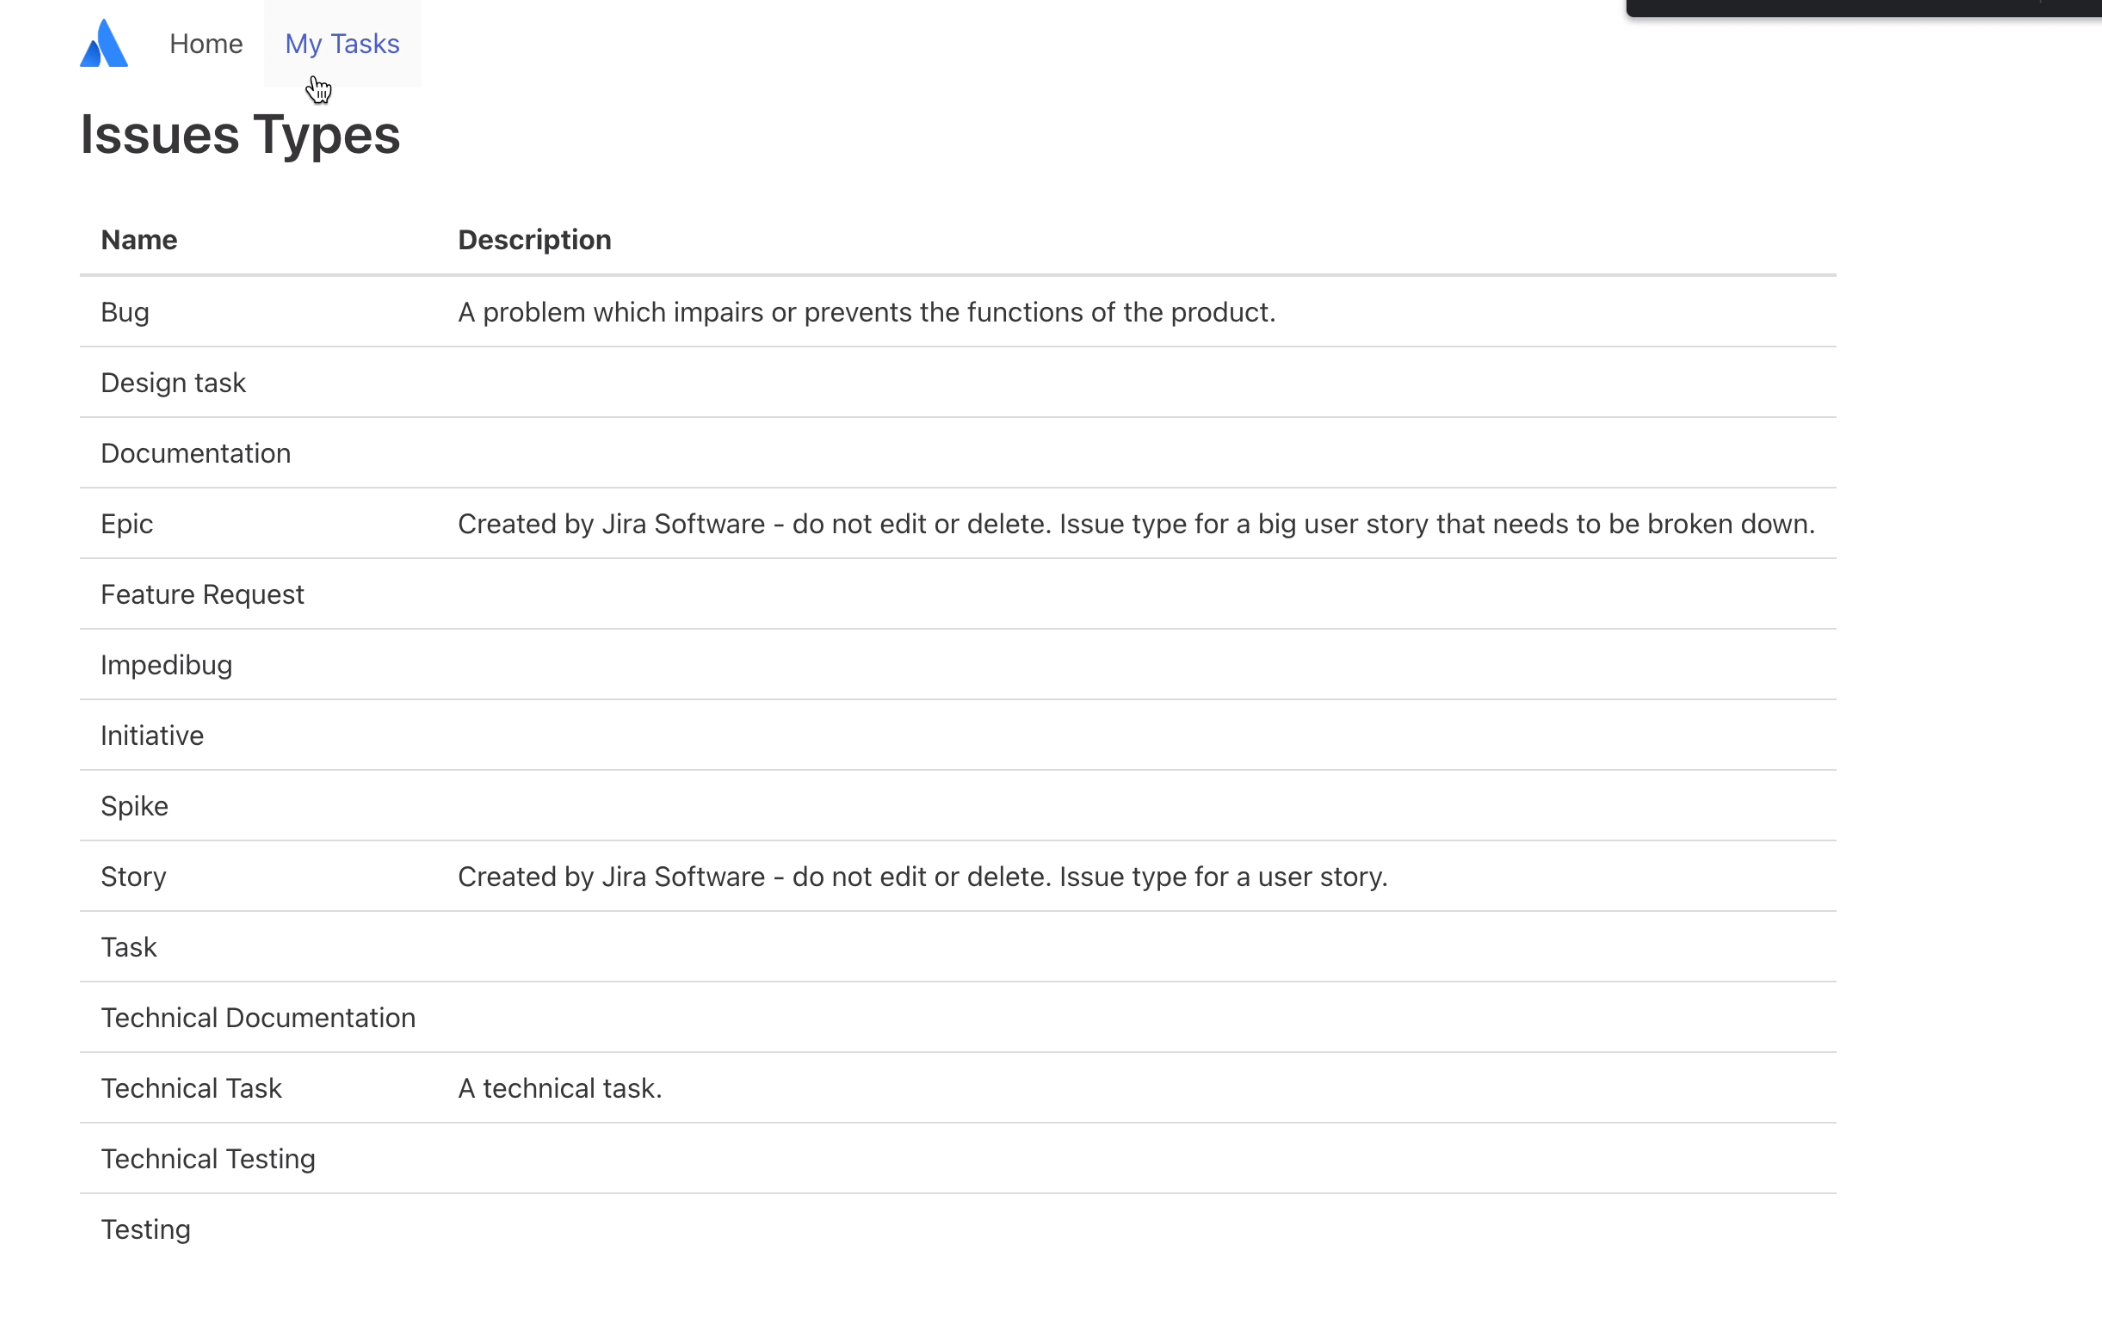 Home My Tasks
Issues Types
Name Description
Bug A problem which impairs or prevents the functions of the product.
Design task
Documentation
Epic Created by Jira Software - do not edit or delete. Issue type for a big user story that needs to be broken down.
Feature Request
Impedibug
Initiative
Spike
Story Created by Jira Software - do not edit or delete. Issue type for a user story.
Task
Technical Documentation
Technical Task A technical task.
Technical Testing
Testing